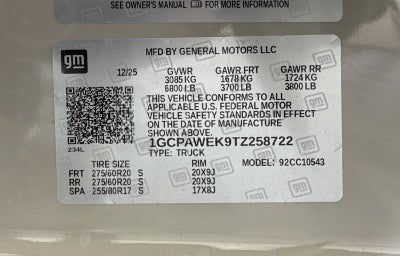 SEE OWNER'S MANUAL FOR MORE INFORMATION
gm
MFD BY GENERAL MOTORS LLC
12/25 GVWR GAWR FRT GAWR RR
3085 KG 1678 KG 1724 KG
6800 LB 3700 LB 3800 LB
THIS VEHICLE CONFORMS TO ALL
APPLICABLE U.S. FEDERAL MOTOR
VEHICLE SAFETY STANDARDS IN EFFECT
ON THE DATE OF MANUFACTURE
1GCPAWEK9TZ258722
234L TYPE: TRUCK
TIRE SIZE RIM MODEL: 92CC10543
FRT 275/60R20 S 20X9J
RR 275/60R20 S 20X9J
SPA 255/80R17 S 17X8J